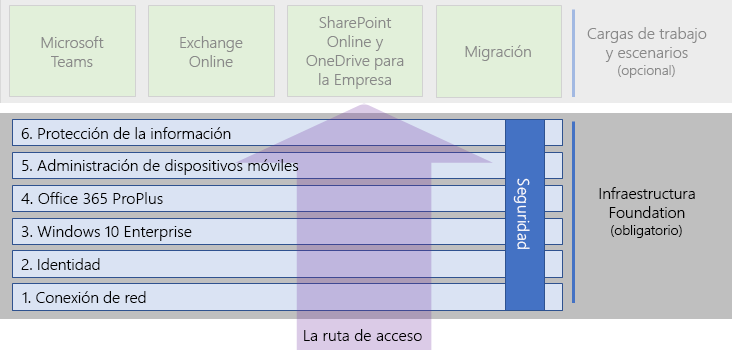 Microsoft
Teams
Exchange
Online
SharePoint
Online y
OneDrive para
la Empresa
Migración
Cargas de trabajo
y escenarios
(opcional)
6. Protección de la información
5. Administración de dispositivos móviles
4. Office 365 ProPlus
3. Windows 10 Enterprise
2. Identidad
1. Conexión de red
Seguridad
Infraestructura
Foundation
(obligatorio)
La ruta de acceso